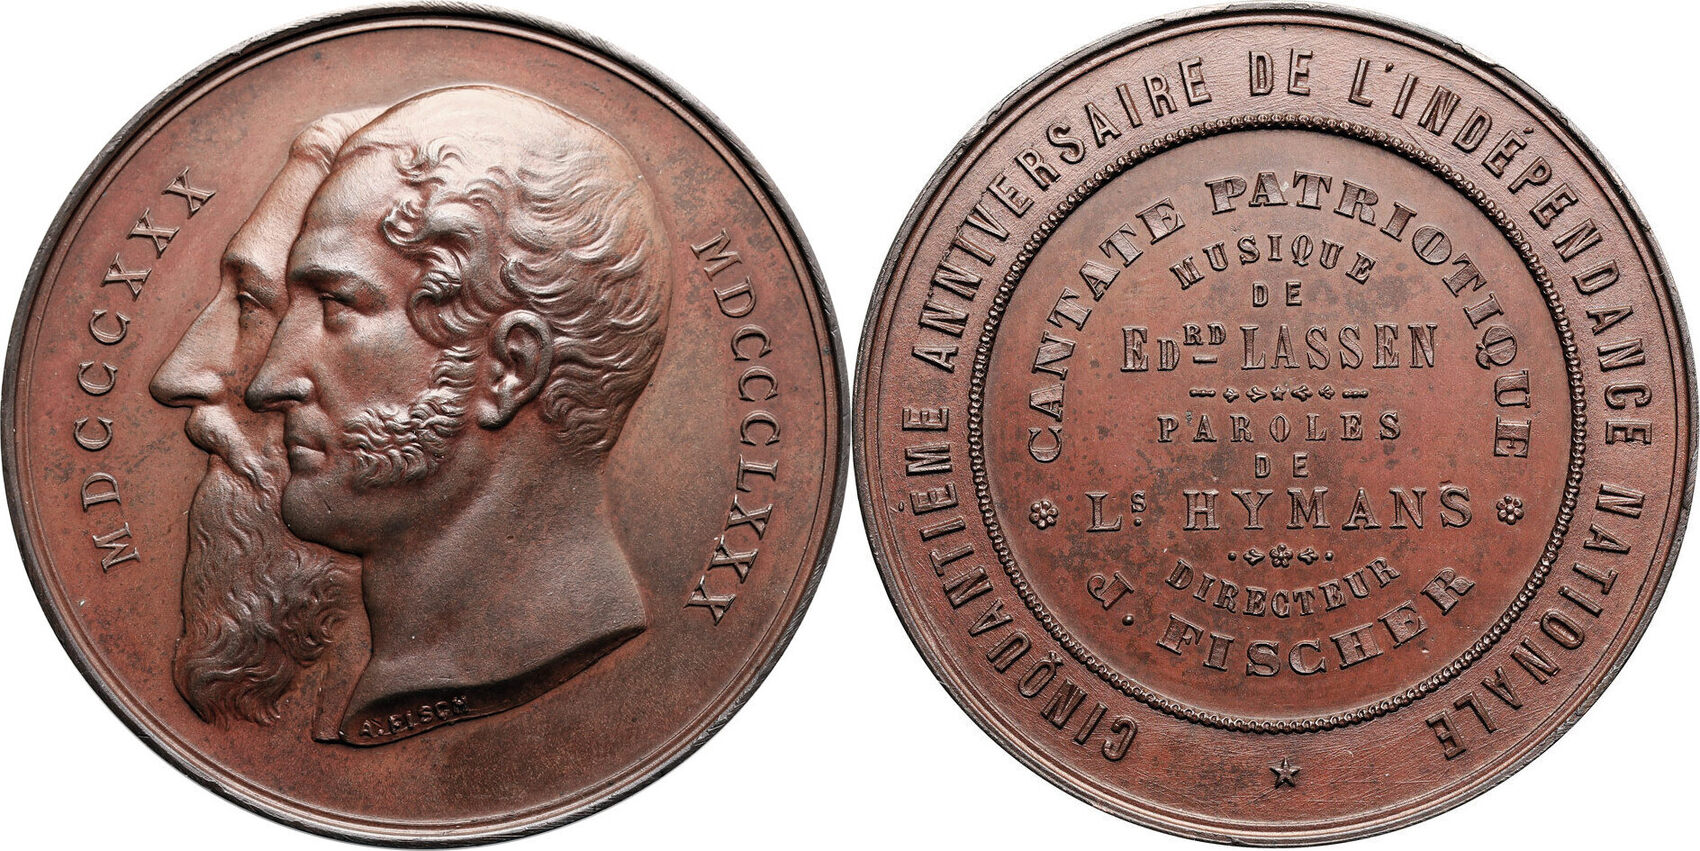 MDCCCXXX
MDCCCLXXX
A. FISCH
CINQUANTIÈME ANNIVERSAIRE DE L'INDÉPENDANCE NATIONALE
CANTATE PATRIOTIQUE
MUSIQUE
DE
EDRD LASSEN
PAROLES
DE
LS. HYMANS
DIRECTEUR
J. FISCHER